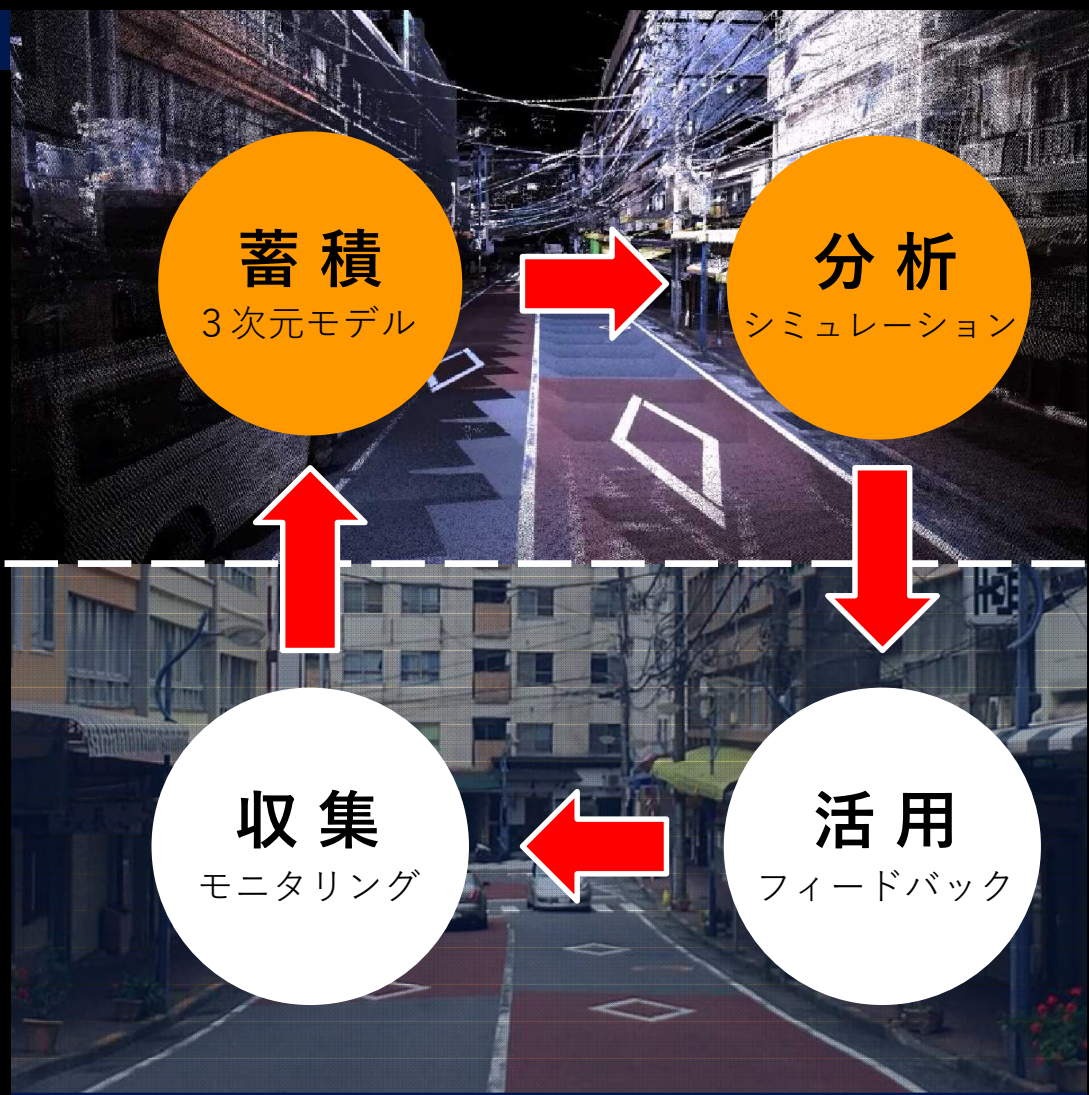 蓄積
3次元モデル
分析
シミュレーション
収集
モニタリング
活用
フィードバック